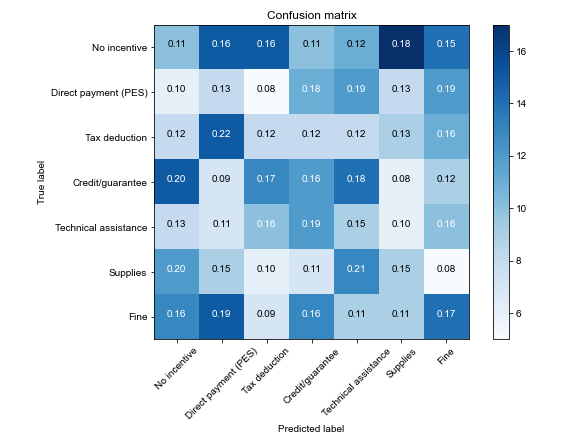 Confusion matrix
No incentive 0.11 0.16 0.16 0.11 0.12 0.18 0.15
Direct payment (PES) 0.10 0.13 0.08 0.18 0.19 0.13 0.19
Tax deduction 0.12 0.22 0.12 0.12 0.12 0.13 0.16
Credit/guarantee 0.20 0.09 0.17 0.16 0.18 0.08 0.12
Technical assistance 0.13 0.11 0.16 0.19 0.15 0.10 0.16
Supplies 0.20 0.15 0.10 0.11 0.21 0.15 0.08
Fine 0.16 0.19 0.09 0.16 0.11 0.11 0.17
True label
No incentive
Direct payment (PES)
Tax deduction
Credit/guarantee
Technical assistance
Supplies
Fine
Predicted label
16
14
12
10
8
6